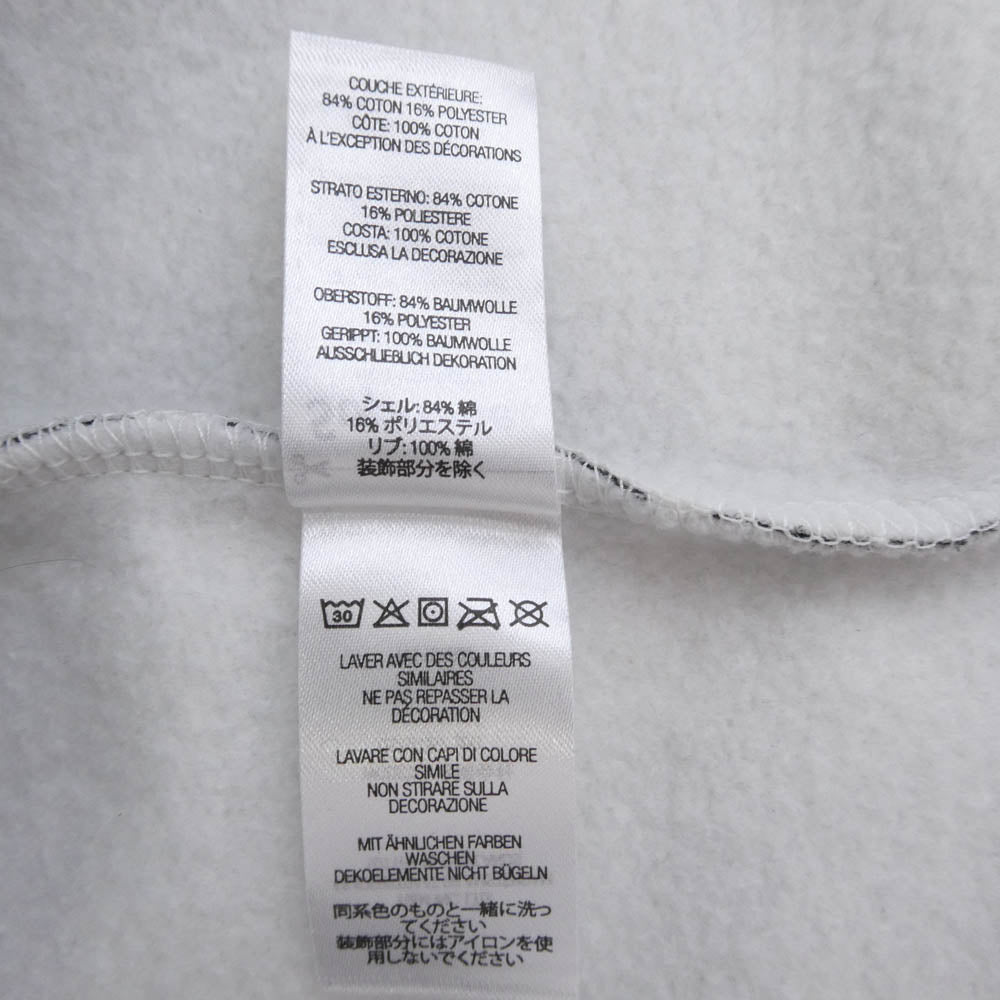 COUCHE EXTÉRIEURE:
84% COTON 16% POLYESTER
CÔTE: 100% COTON
À L'EXCEPTION DES DÉCORATIONS
STRATO ESTERNO: 84% COTONE
16% POLIESTERE
COSTA: 100% COTONE
ESCLUSA LA DECORAZIONE
OBERSTOFF: 84% BAUMWOLLE
16% POLYESTER
GERIPPT: 100% BAUMWOLLE
AUSSCHLIEBLICH DEKORATION
シェル: 84% 綿
16% ポリエステル
リブ: 100% 綿
装飾部分を除く
30
LAVER AVEC DES COULEURS
SIMILAIRES
NE PAS REPASSER LA
DÉCORATION
LAVARE CON CAPI DI COLORE
SIMILE
NON STIRARE SULLA
DECORAZIONE
MIT ÄHNLICHEN FARBEN
WASCHEN
DEKOELEMENTE NICHT BÜGELN
同系色のものと一緒に洗っ
てください
装飾部分にはアイロンを使
用しないでください